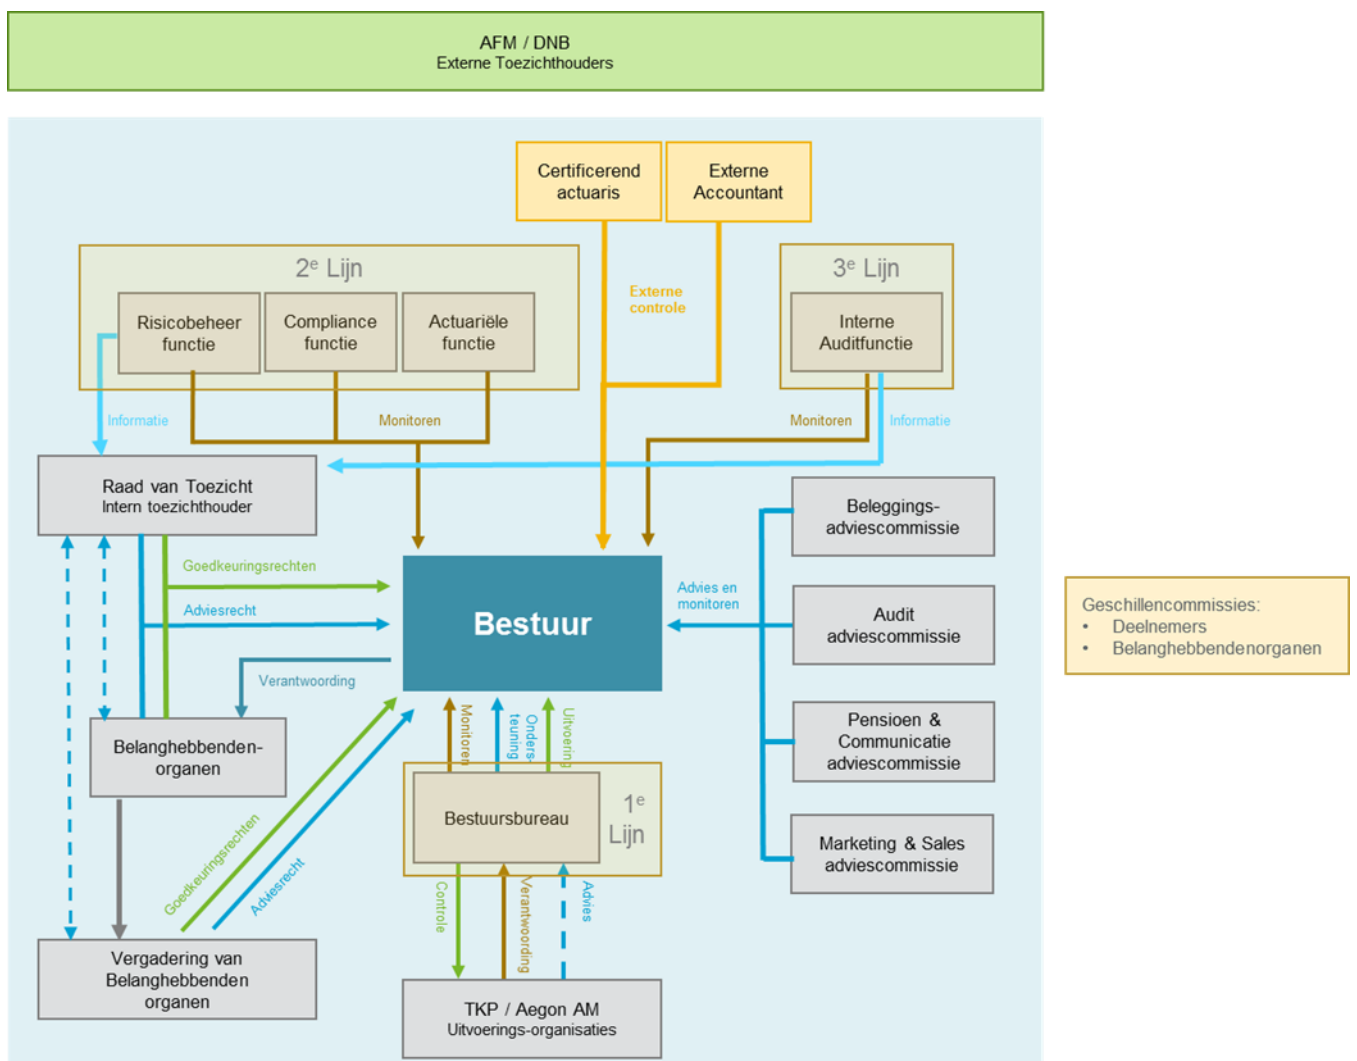 AFM / DNB
Externe Toezichthouders
Certificerend
actuaris
Externe
Accountant
2e Lijn
3e Lijn
Risicobeheer
functie
Compliance
functie
Actuariële
functie
Externe
controle
Interne
Auditfunctie
Informatie
Monitoren
Monitoren
Informatie
Raad van Toezicht
Intern toezichthouder
Beleggings-
adviescommissie
Goedkeuringsrechten
Adviesrecht
Bestuur
Advies en
monitoren
Audit
adviescommissie
Geschillencommissies:
• Deelnemers
• Belanghebbendenorganen
Verantwoording
Belanghebbenden-
organen
Monitoren
Onders-
teuning
Uitvoering
Pensioen &
Communicatie
adviescommissie
Bestuursbureau
1e
Lijn
Marketing & Sales
adviescommissie
Goedkeuringsrechten
Adviesrecht
Controle
Verantwoording
Advies
Vergadering van
Belanghebbenden
organen
TKP / Aegon AM
Uitvoerings-organisaties